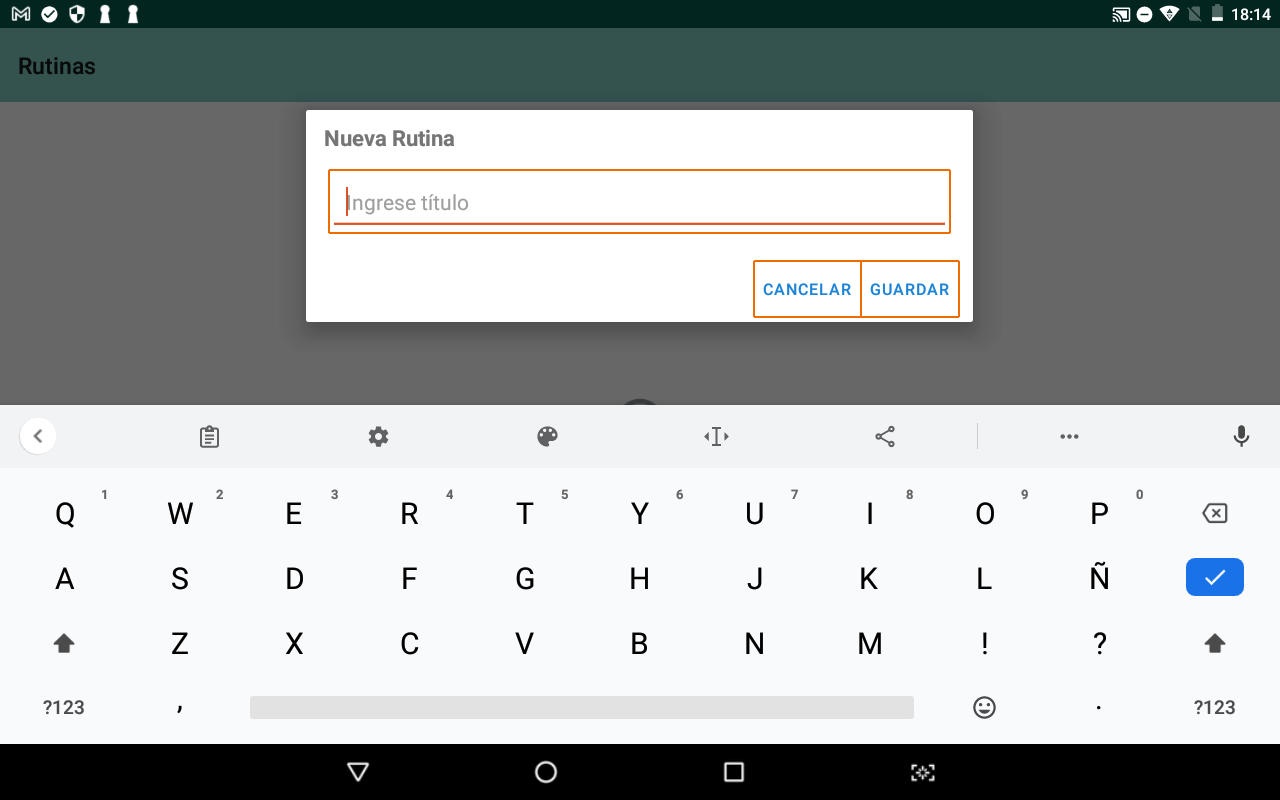 18:14
Rutinas
Nueva Rutina
Ingrese título
CANCELAR GUARDAR
1 2 3 4 5 6 7 8 9 0
Q W E R T Y U I O P
A S D F G H J K L Ñ
Z X C V B N M ! ?
?123 , . ?123